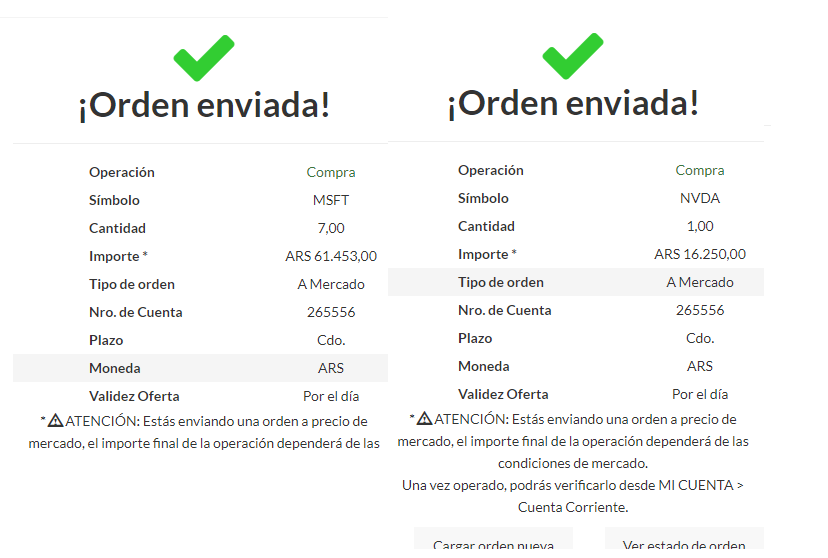 ¡Orden enviada!
Operación Compra
Símbolo MSFT
Cantidad 7,00
Importe * ARS 61.453,00
Tipo de orden A Mercado
Nro. de Cuenta 265556
Plazo Cdo.
Moneda ARS
Validez Oferta Por el día
*⚠ATENCIÓN: Estás enviando una orden a precio de
mercado, el importe final de la operación dependerá de las
¡Orden enviada!
Operación Compra
Símbolo NVDA
Cantidad 1,00
Importe * ARS 16.250,00
Tipo de orden A Mercado
Nro. de Cuenta 265556
Plazo Cdo.
Moneda ARS
Validez Oferta Por el día
*⚠ATENCIÓN: Estás enviando una orden a precio de
mercado, el importe final de la operación dependerá de las
condiciones de mercado.
Una vez operado, podrás verificarlo desde MI CUENTA >
Cuenta Corriente.
Cargar orden nueva Ver estado de orden